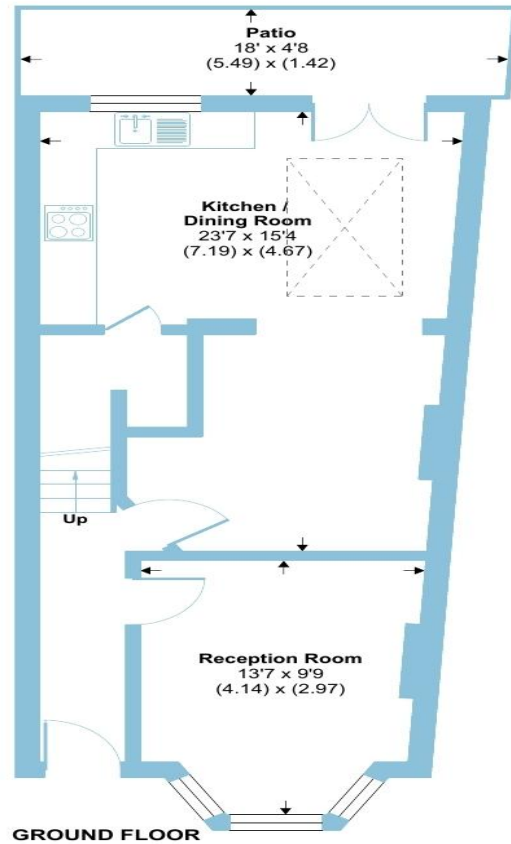 Patio
18' x 4'8
(5.49) x (1.42)
Kitchen /
Dining Room
23'7 x 15'4
(7.19) x (4.67)
Up
Reception Room
13'7 x 9'9
(4.14) x (2.97)
GROUND FLOOR